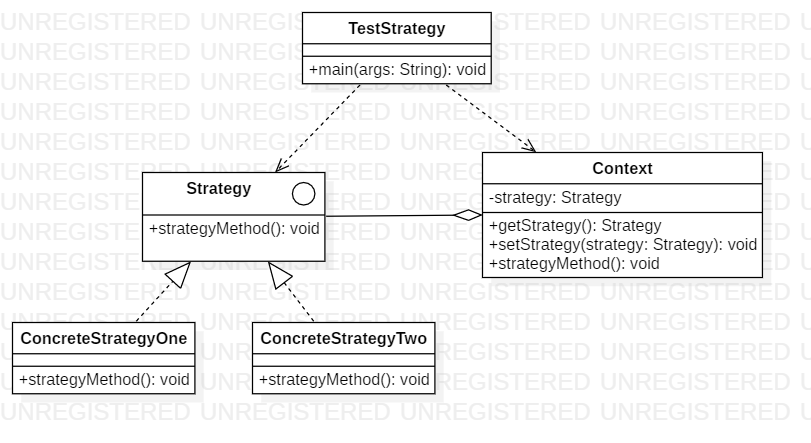 TestStrategy
+main(args: String): void
Strategy
+strategyMethod(): void
Context
-strategy: Strategy
+getStrategy(): Strategy
+setStrategy(strategy: Strategy): void
+strategyMethod(): void
ConcreteStrategyOne
+strategyMethod(): void
ConcreteStrategyTwo
+strategyMethod(): void
UNREGISTERED UNREGISTERED UNREGISTERED UNREGISTERED